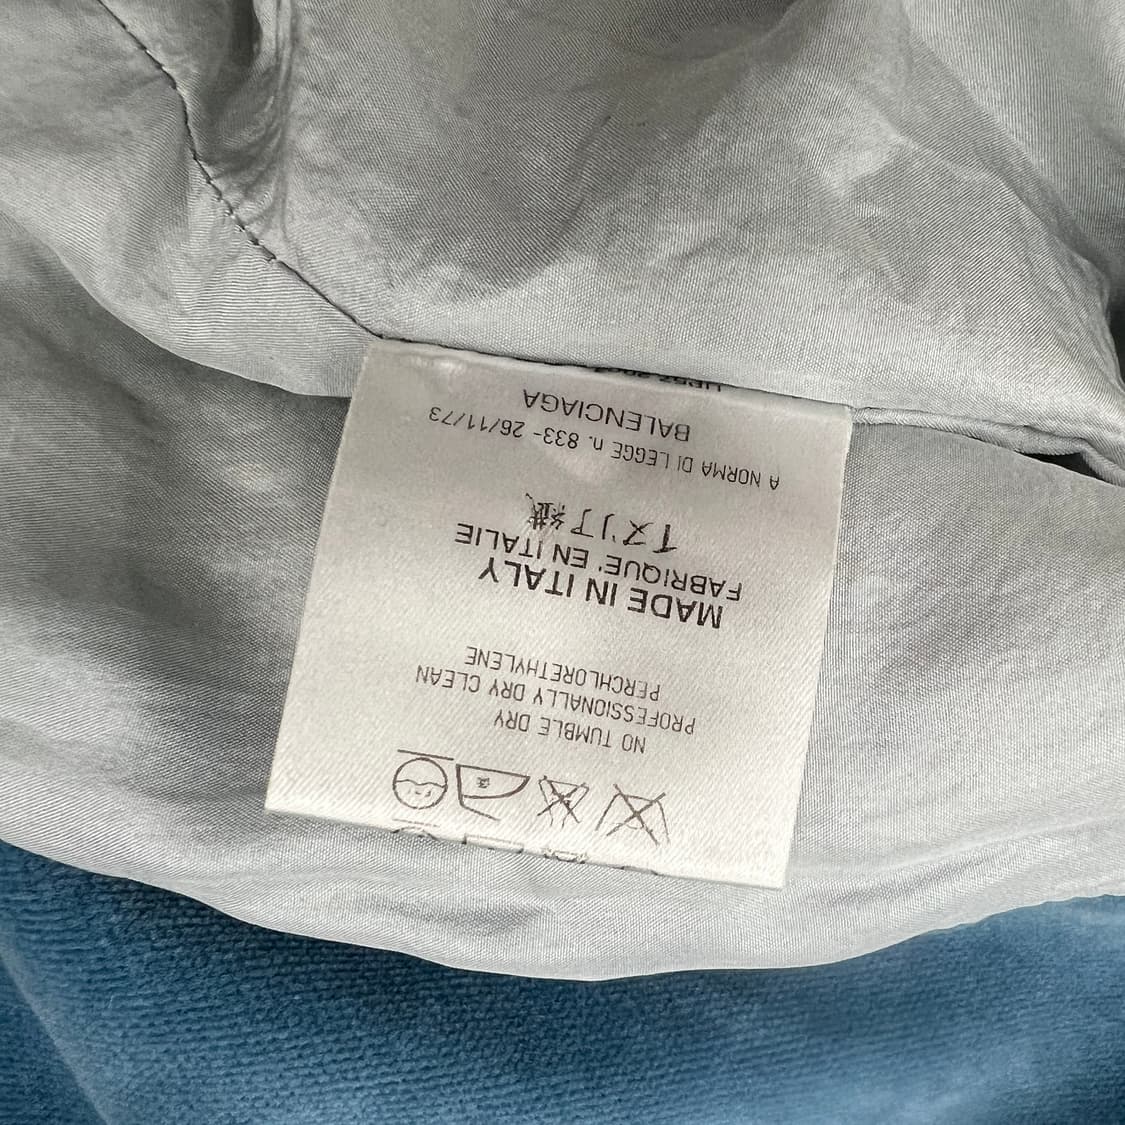 NO TUMBLE DRY
PROFESSIONALLY DRY CLEAN
PERCHLORETHYLENE
MADE IN ITALY
FABRIQUE' EN ITALIE
イタリア
A NORMA DI LEGGE n. 833- 26/11/73
BALENCIAGA